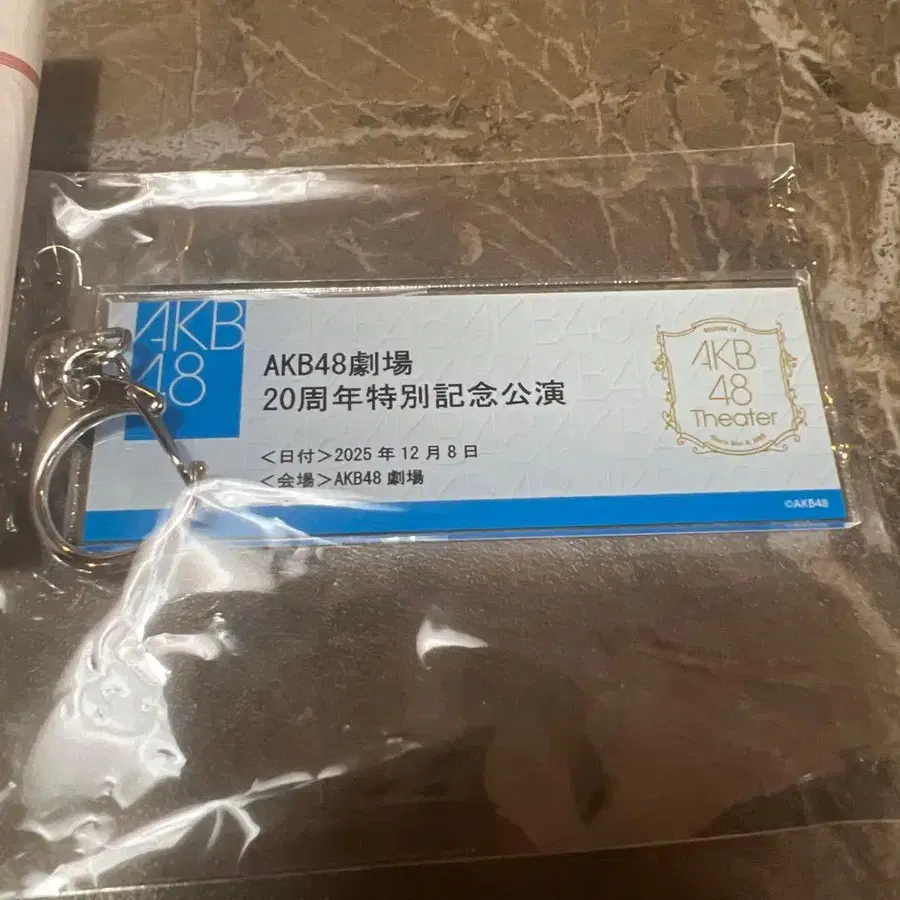 AKB
48
AKB48劇場
20周年特別記念公演
＜日付＞2025 年 12 月 8 日
＜会場＞AKB48 劇場
AKB
48
Theater
©AKB48